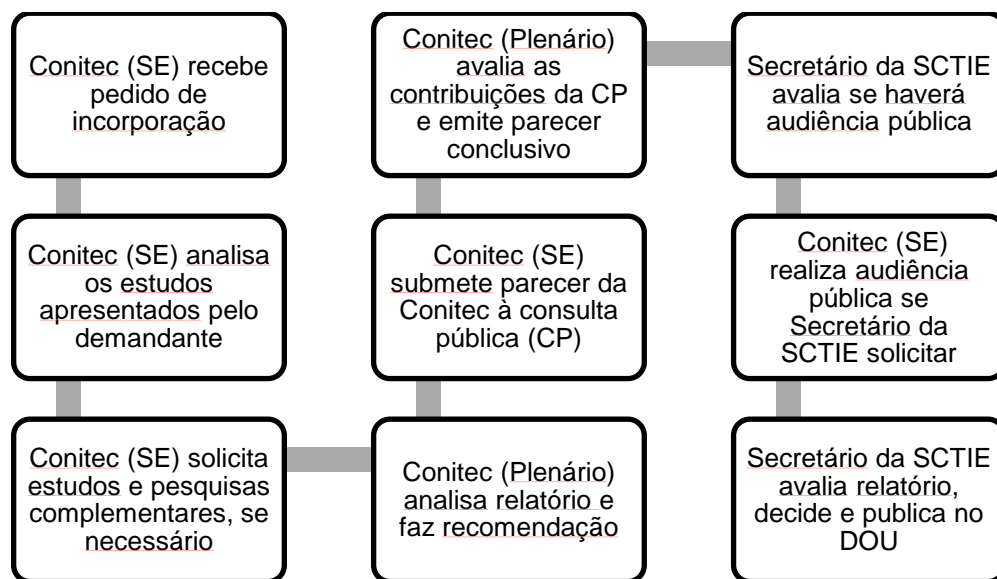 Conitec (SE) recebe
pedido de
incorporação
Conitec (SE) analisa
os estudos
apresentados pelo
demandante
Conitec (SE) solicita
estudos e pesquisas
complementares, se
necessário
Conitec (Plenário)
analisa relatório e
faz recomendação
Conitec (SE)
submete parecer da
Conitec à consulta
pública (CP)
Conitec (Plenário)
avalia as
contribuições da CP
e emite parecer
conclusivo
Secretário da SCTIE
avalia se haverá
audiência pública
Conitec (SE)
realiza audiência
pública se
Secretário da
SCTIE solicitar
Secretário da SCTIE
avalia relatório,
decide e publica no
DOU